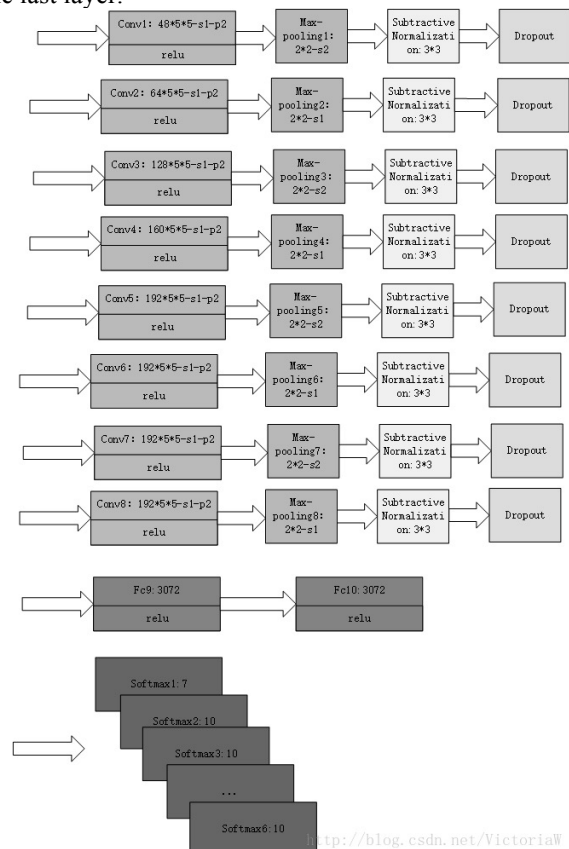 e last layer.
Conv1: 48*5*5-s1-p2
relu
Max-
pooling1:
2*2-s2
Subtractive
Normalizati
on:3*3
Dropout
Conv2: 64*5*5-s1-p2
relu
Max-
pooling2:
2*2-s1
Subtractive
Normalizati
on:3*3
Dropout
Conv3: 128*5*5-s1-p2
relu
Max-
pooling3:
2*2-s2
Subtractive
Normalizati
on: 3*3
Dropout
Conv4: 160*5*5-s1-p2
relu
Max-
pooling4:
2*2-s1
Subtractive
Normalizati
on: 3*3
Dropout
Conv5: 192*5*5-s1-p2
relu
Max-
pooling5:
2*2-s2
Subtractive
Normalizati
on: 3*3
Dropout
Conv6: 192*5*5-s1-p2
relu
Max-
pooling6:
2*2-s1
Subtractive
Normalizati
on: 3*3
Dropout
Conv7: 192*5*5-s1-p2
relu
Max-
pooling7:
2*2-s2
Subtractive
Normalizati
on: 3*3
Dropout
Conv8: 192*5*5-s1-p2
relu
Max-
pooling8:
2*2-s1
Subtractive
Normalizati
on: 3*3
Dropout
Fc9: 3072
relu
Fc10: 3072
relu
Softmax1: 7
Softmax2: 10
Softmax3: 10
...
Softmax6: 10
http://blog.csdn.net/VictoriaW